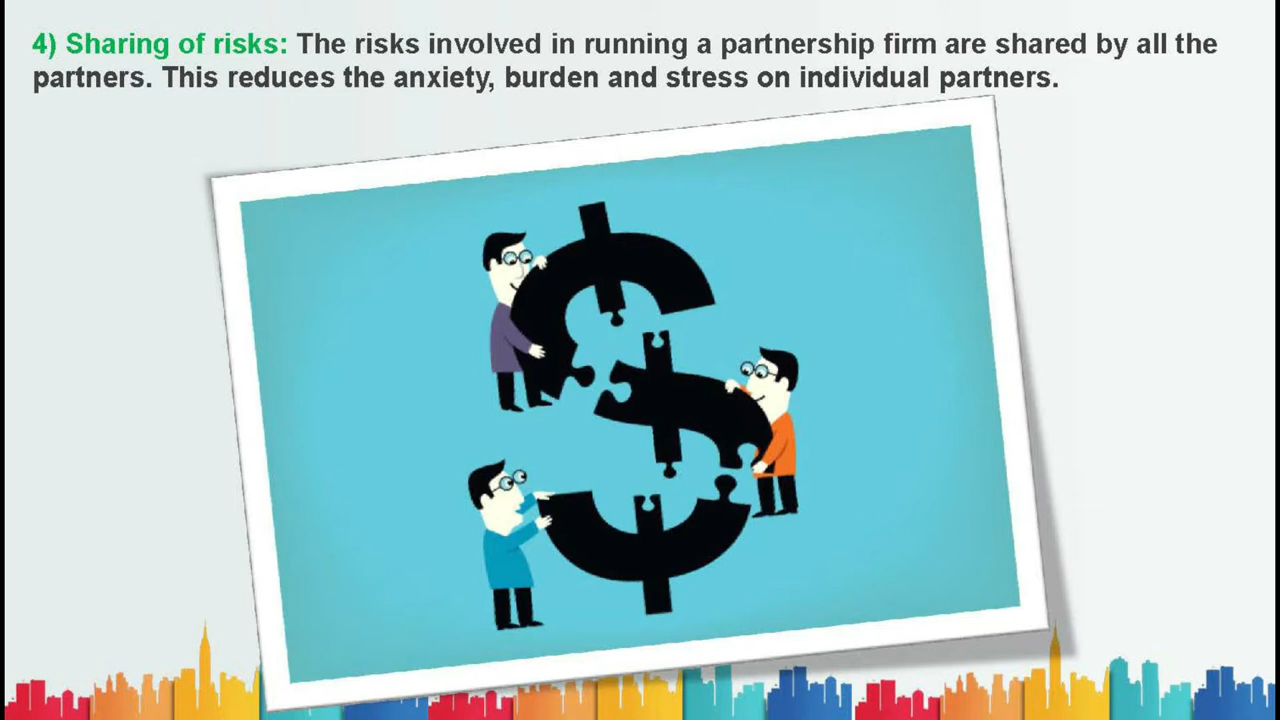 4) Sharing of risks: The risks involved in running a partnership firm are shared by all the
partners. This reduces the anxiety, burden and stress on individual partners.